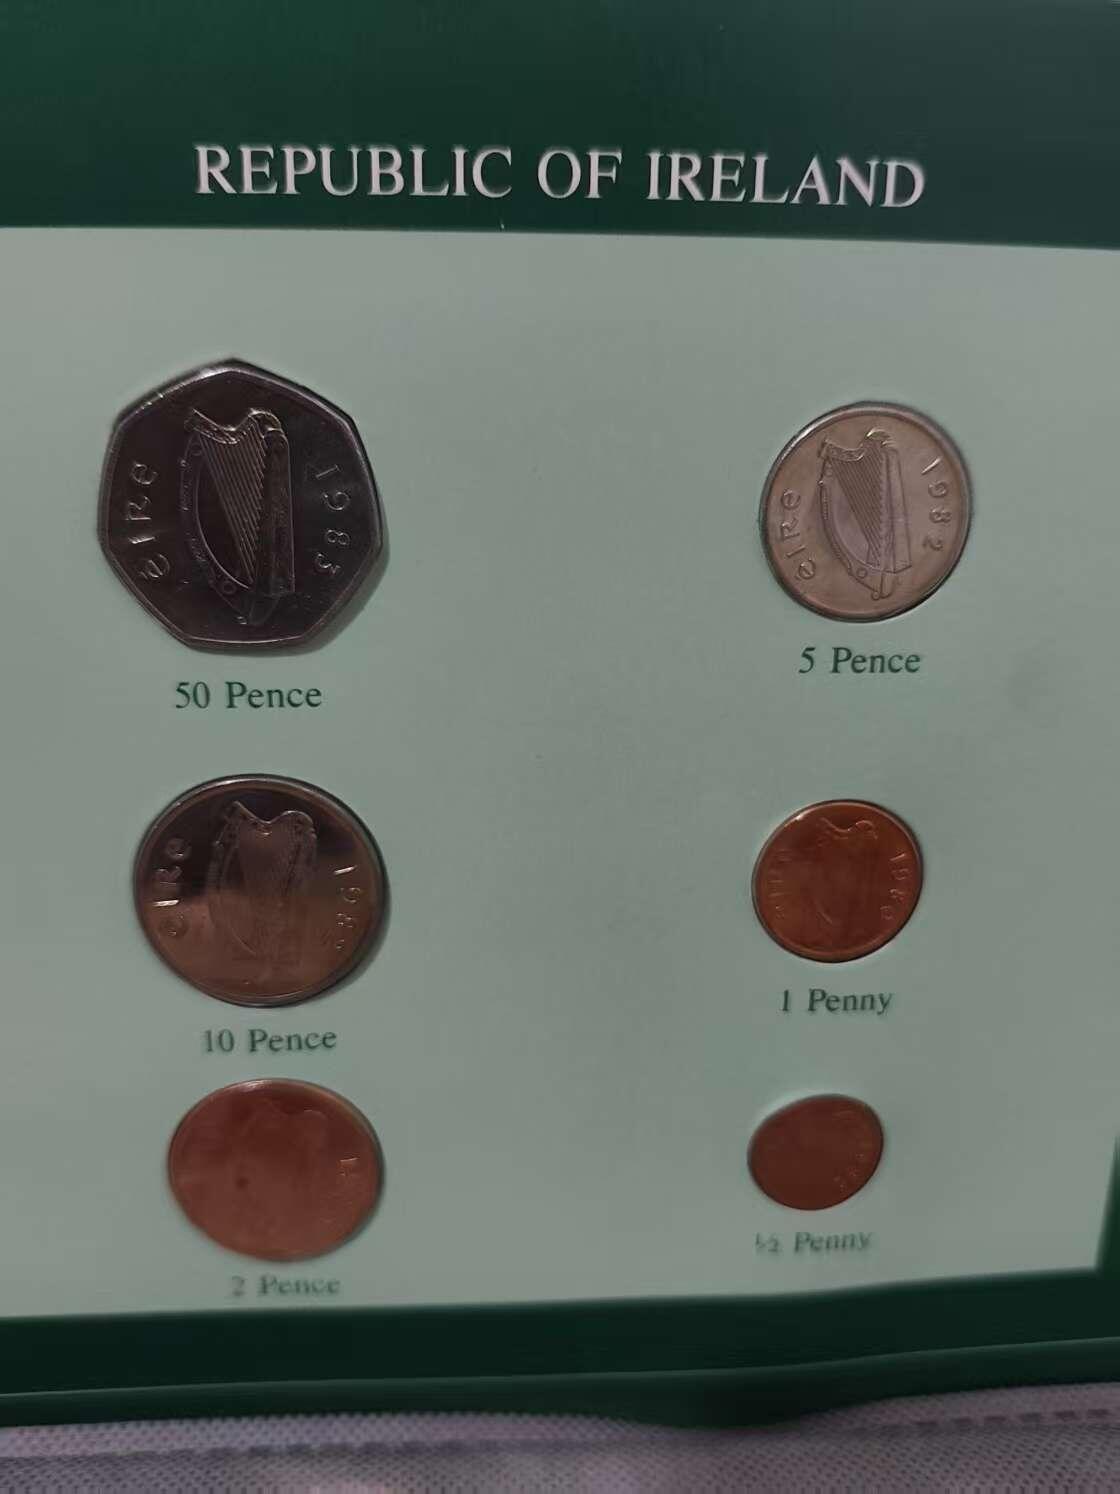 REPUBLIC OF IRELAND
éiRe 1983
50 Pence
éiRe 1982
5 Pence
éiRe
10 Pence
1 Penny
2 Pence
½ Penny